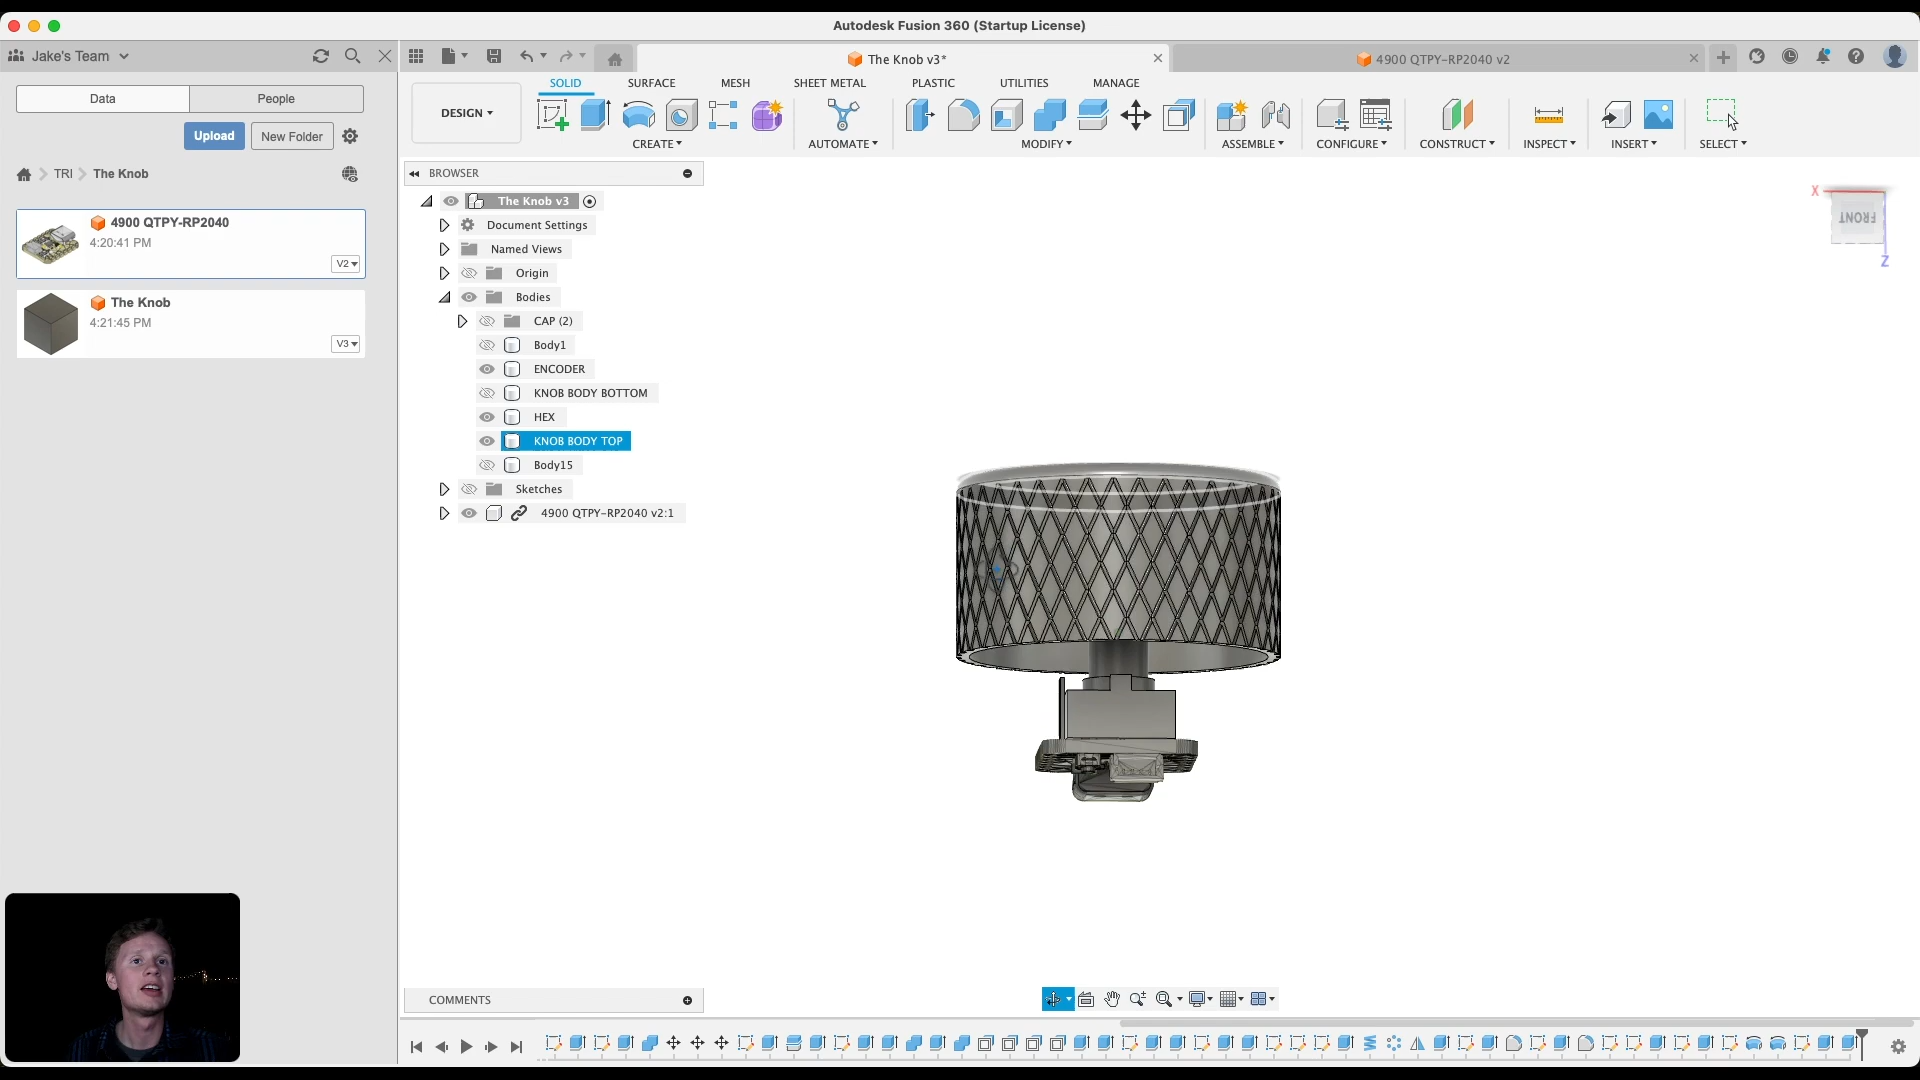 Autodesk Fusion 360 (Startup License)
Jake's Team
The Knob v3*
4900 QTPY-RP2040 v2
Data
People
Upload
New Folder
TRI
The Knob
4900 QTPY-RP2040
4:20:41 PM
V2
The Knob
4:21:45 PM
V3
DESIGN
SOLID
SURFACE
MESH
SHEET METAL
PLASTIC
UTILITIES
MANAGE
CREATE
AUTOMATE
MODIFY
ASSEMBLE
CONFIGURE
CONSTRUCT
INSPECT
INSERT
SELECT
BROWSER
The Knob v3
Document Settings
Named Views
Origin
Bodies
CAP (2)
Body1
ENCODER
KNOB BODY BOTTOM
HEX
KNOB BODY TOP
Body15
Sketches
4900 QTPY-RP2040 v2:1
X
FRONT
Z
COMMENTS